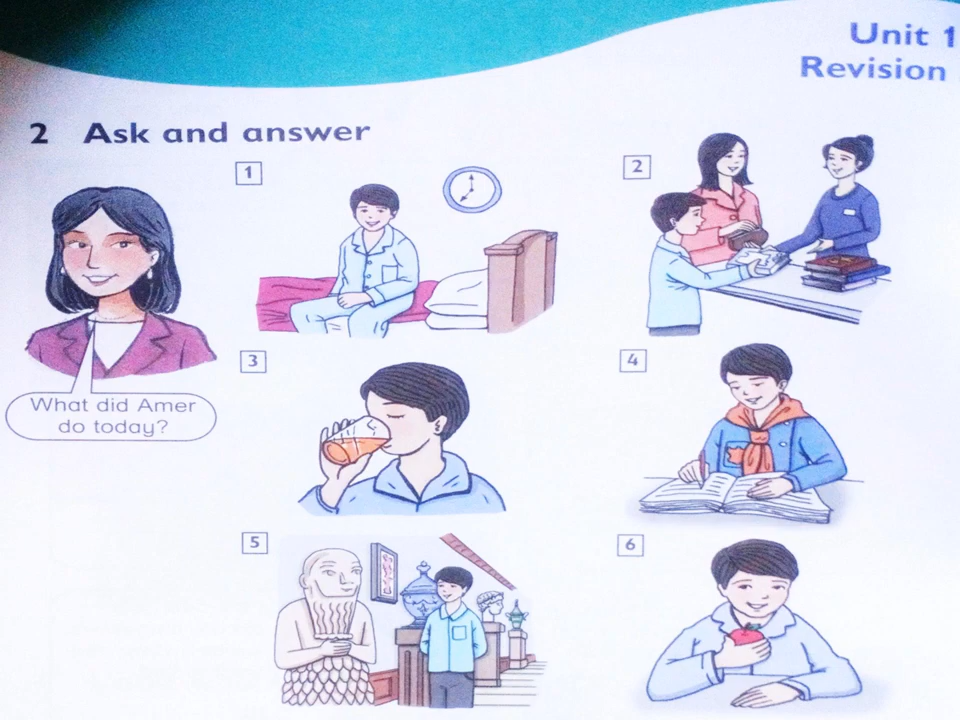 Unit 1
Revision
2 Ask and answer
1
2
What did Amer
do today?
3
4
5
6